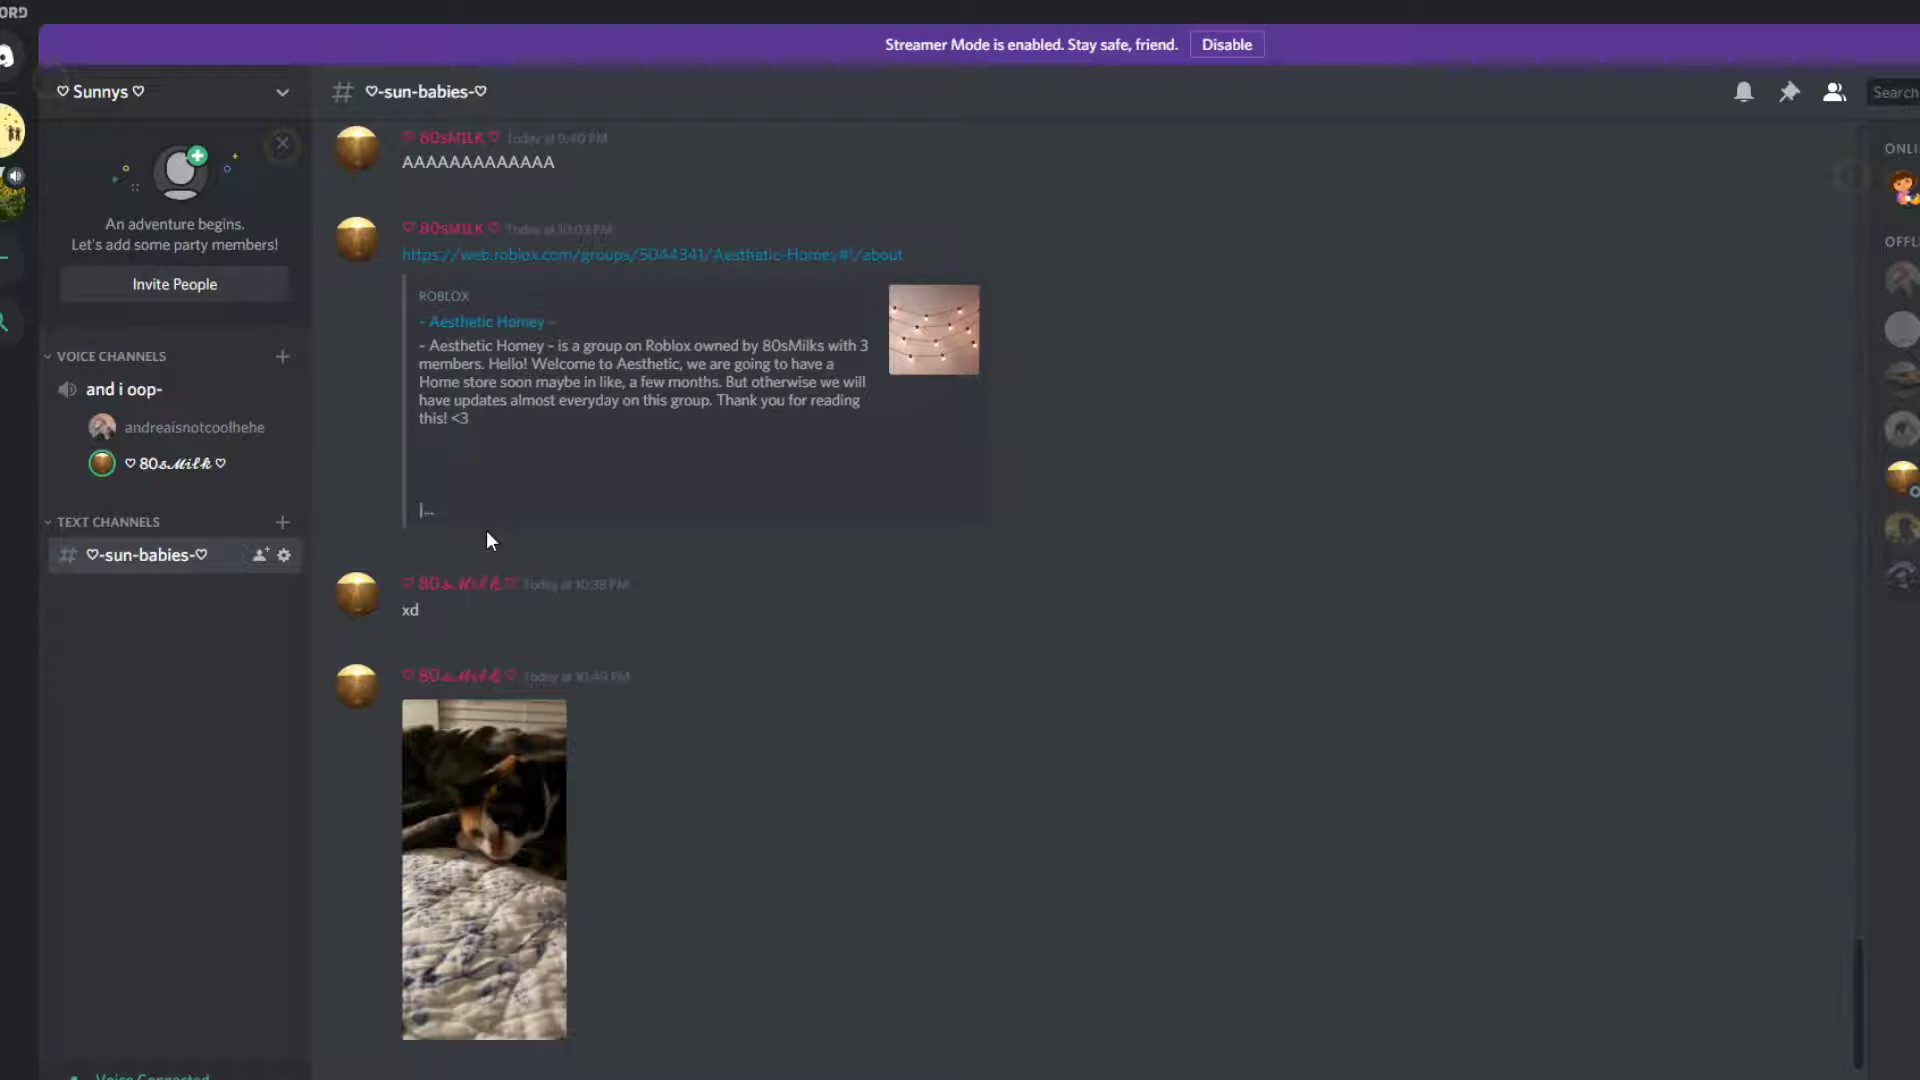 Streamer Mode is enabled. Stay safe, friend. Disable
♡ Sunnys ♡
# ♡-sun-babies-♡
Search
An adventure begins.
Let's add some party members!
Invite People
VOICE CHANNELS
and i oop-
andreaisnotcoolhehe
♡ 80𝓈𝑀𝒾𝓁𝓀 ♡
TEXT CHANNELS
# ♡-sun-babies-♡
Voice Connected
♡ 80sM1LK ♡ Today at 9:40 PM
AAAAAAAAAAAAA
♡ 80sM1LK ♡ Today at 10:03 PM
https://web.roblox.com/groups/5044341/Aesthetic-Homey#!/about
ROBLOX
- Aesthetic Homey -
- Aesthetic Homey - is a group on Roblox owned by 80sMilks with 3
members. Hello! Welcome to Aesthetic, we are going to have a
Home store soon maybe in like, a few months. But otherwise we will
have updates almost everyday on this group. Thank you for reading
this! <3
|...
♡ 80𝓈𝑀𝒾𝓁𝓀 ♡ Today at 10:38 PM
xd
♡ 80𝓈𝑀𝒾𝓁𝓀 ♡ Today at 10:49 PM
ONLI
OFFLI